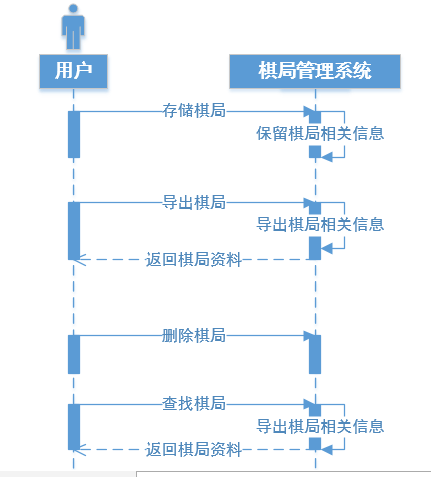 用户
棋局管理系统
存储棋局
保留棋局相关信息
导出棋局
导出棋局相关信息
返回棋局资料
删除棋局
查找棋局
导出棋局相关信息
返回棋局资料